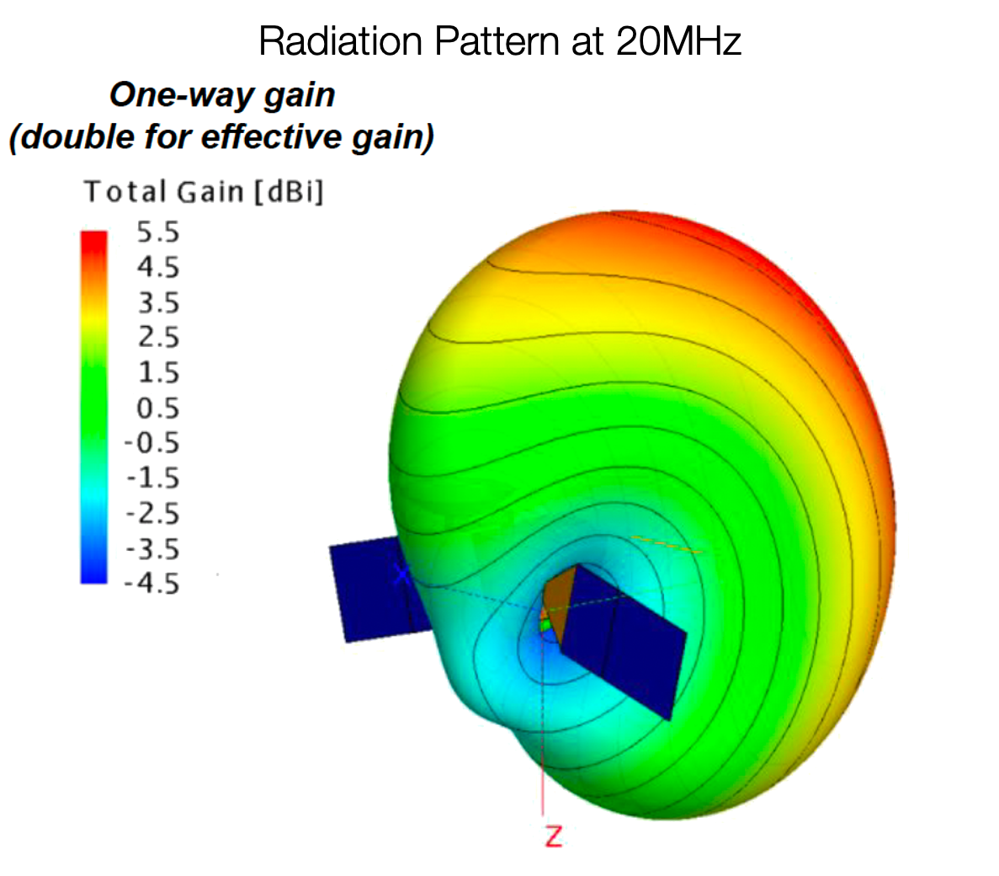 Radiation Pattern at 20MHz
One-way gain
(double for effective gain)
Total Gain [dBi]
5.5
4.5
3.5
2.5
1.5
0.5
-0.5
-1.5
-2.5
-3.5
-4.5
X
Z